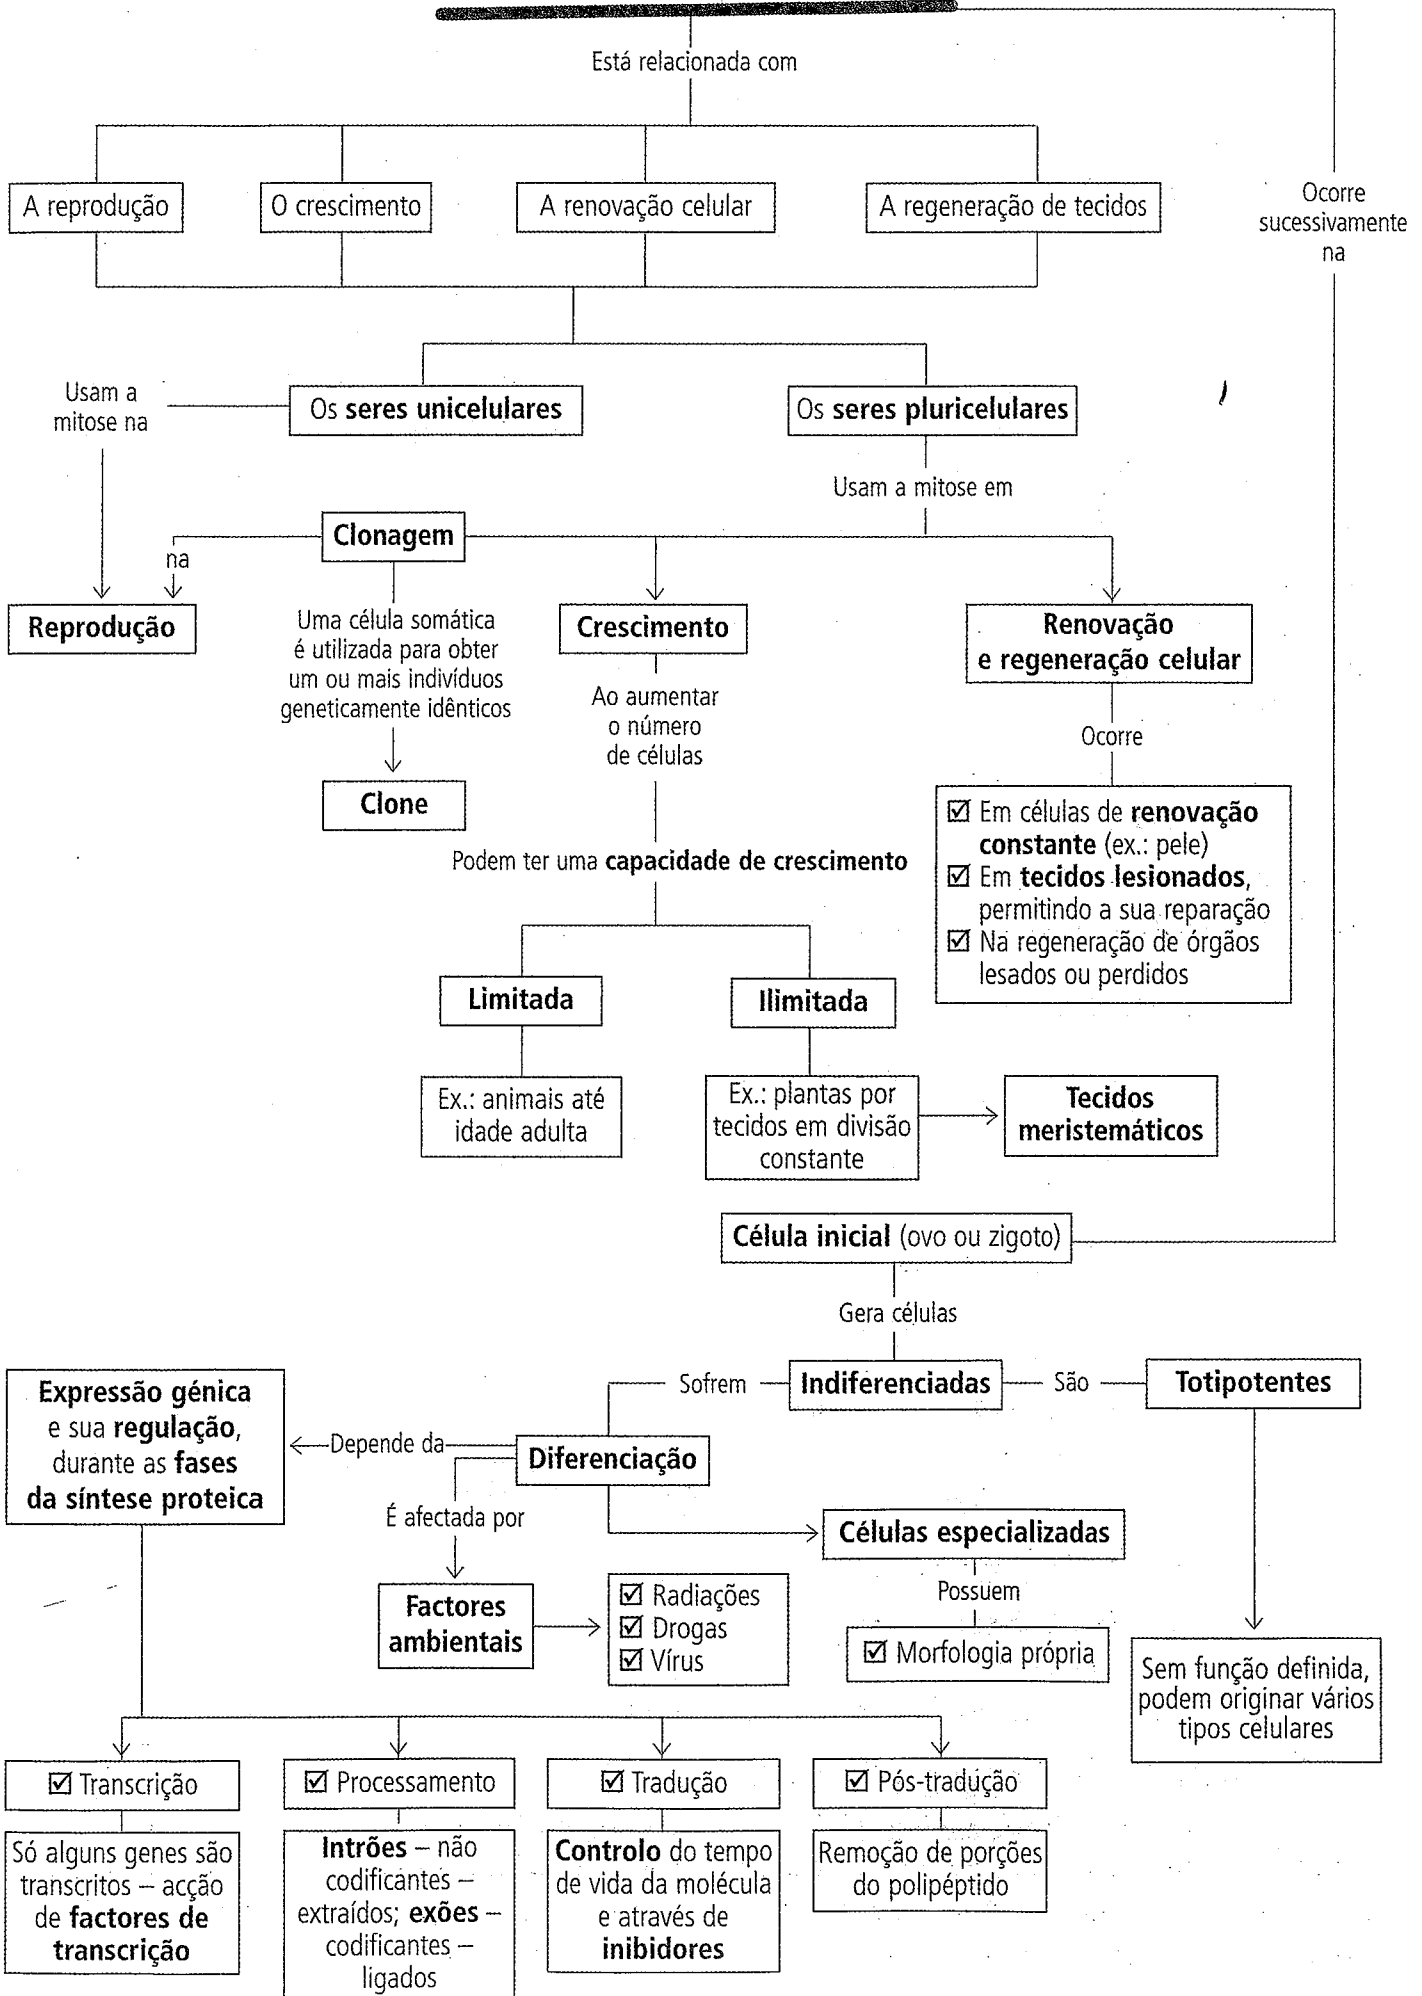 Está relacionada com
A reprodução
O crescimento
A renovação celular
A regeneração de tecidos
Ocorre
sucessivamente
na
Usam a
mitose na
Os seres unicelulares
Os seres pluricelulares
Usam a mitose em
Clonagem
na
Reprodução
Uma célula somática
é utilizada para obter
um ou mais indivíduos
geneticamente idênticos
Clone
Crescimento
Ao aumentar
o número
de células
Renovação
e regeneração celular
Ocorre
☑ Em células de renovação
constante (ex.: pele)
☑ Em tecidos lesionados,
permitindo a sua reparação
☑ Na regeneração de órgãos
lesados ou perdidos
Podem ter uma capacidade de crescimento
Limitada
Ilimitada
Ex.: animais até
idade adulta
Ex.: plantas por
tecidos em divisão
constante
Tecidos
meristemáticos
Célula inicial (ovo ou zigoto)
Gera células
Sofrem
Indiferenciadas
São
Totipotentes
Expressão génica
e sua regulação,
durante as fases
da síntese proteica
Depende da
Diferenciação
É afectada por
Células especializadas
Possuem
☑ Morfologia própria
Factores
ambientais
☑ Radiações
☑ Drogas
☑ Vírus
Sem função definida,
podem originar vários
tipos celulares
☑ Transcrição
☑ Processamento
☑ Tradução
☑ Pós-tradução
Só alguns genes são
transcritos – acção
de factores de
transcrição
Intrões – não
codificantes –
extraídos; exões –
codificantes –
ligados
Controlo do tempo
de vida da molécula
e através de
inibidores
Remoção de porções
do polipéptido